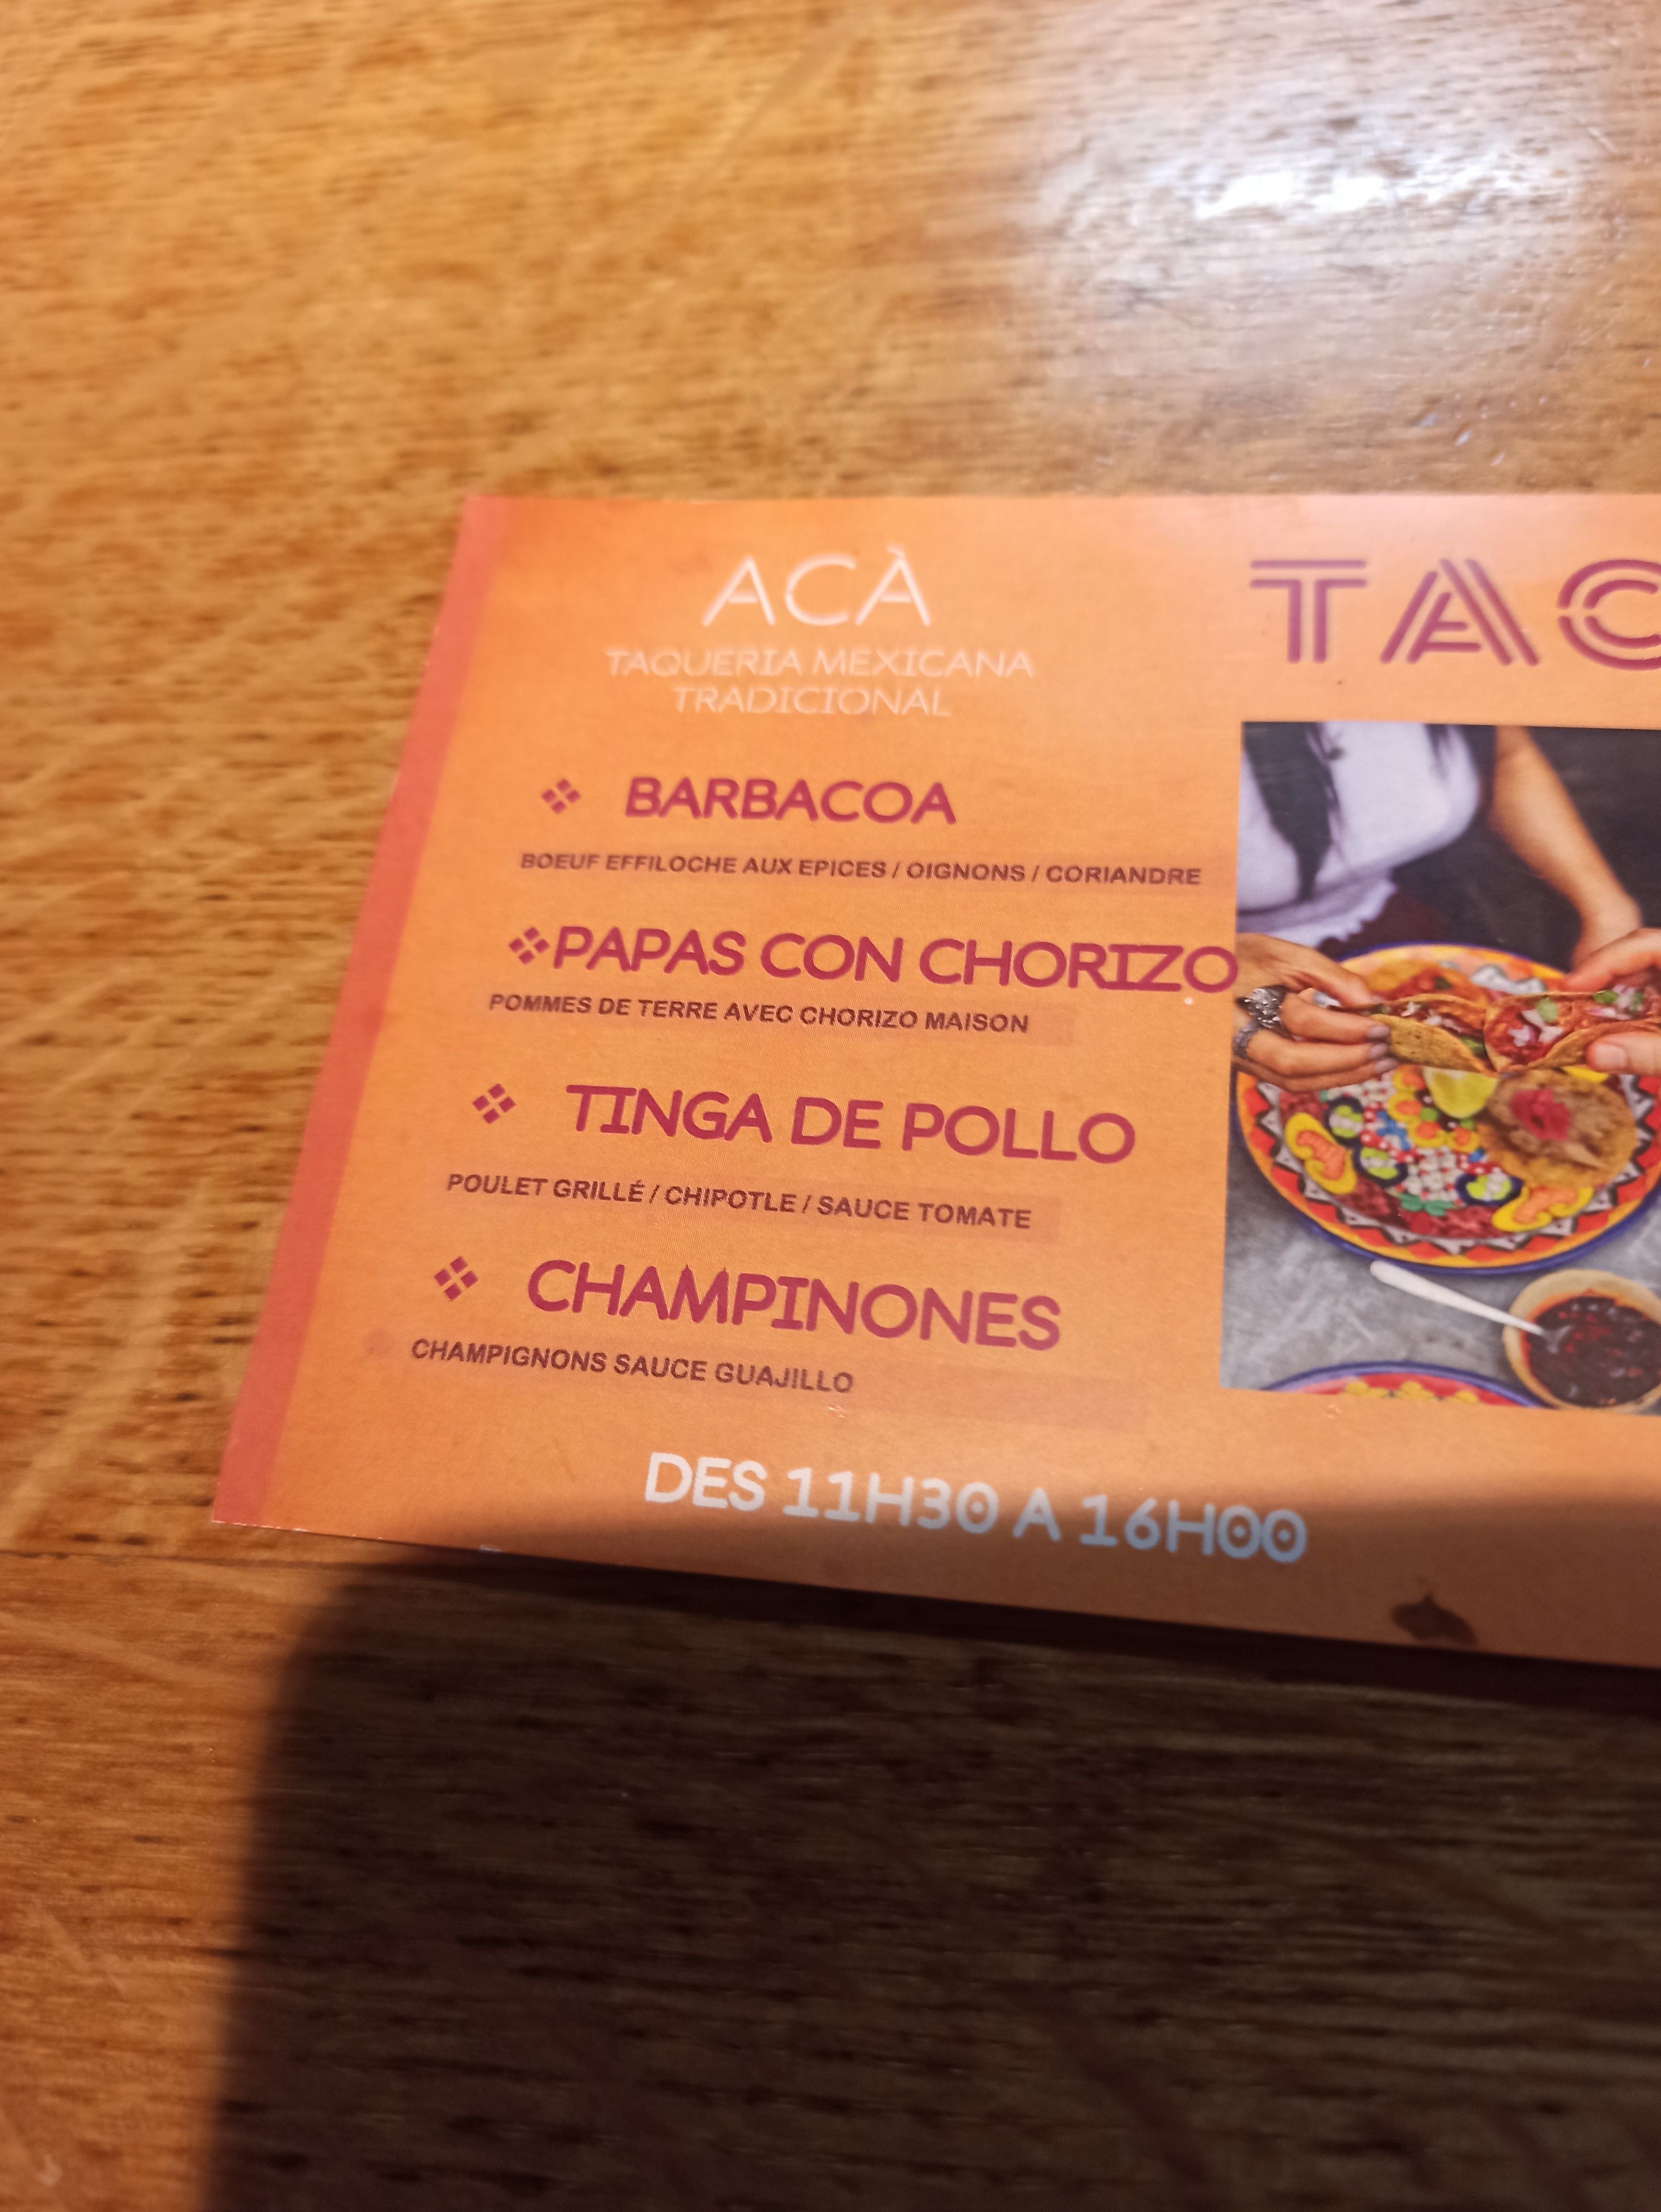 ACÀ
TAQUERIA MEXICANA
TRADICIONAL
TAC
❖ BARBACOA
BOEUF EFFILOCHE AUX EPICES / OIGNONS / CORIANDRE
❖PAPAS CON CHORIZO
POMMES DE TERRE AVEC CHORIZO MAISON
❖ TINGA DE POLLO
POULET GRILLÉ / CHIPOTLE / SAUCE TOMATE
❖ CHAMPINONES
CHAMPIGNONS SAUCE GUAJILLO
DES 11H30 A 16H00